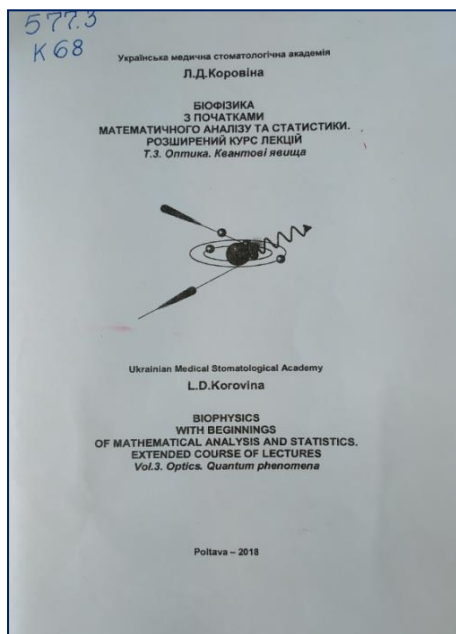 577.3
К 68
Українська медична стоматологічна академія
Л.Д.Коровіна
БІОФІЗИКА
З ПОЧАТКАМИ
МАТЕМАТИЧНОГО АНАЛІЗУ ТА СТАТИСТИКИ.
РОЗШИРЕНИЙ КУРС ЛЕКЦІЙ
Т.3. Оптика. Квантові явища
Ukrainian Medical Stomatological Academy
L.D.Korovina
BIOPHYSICS
WITH BEGINNINGS
OF MATHEMATICAL ANALYSIS AND STATISTICS.
EXTENDED COURSE OF LECTURES
Vol.3. Optics. Quantum phenomena
Poltava – 2018